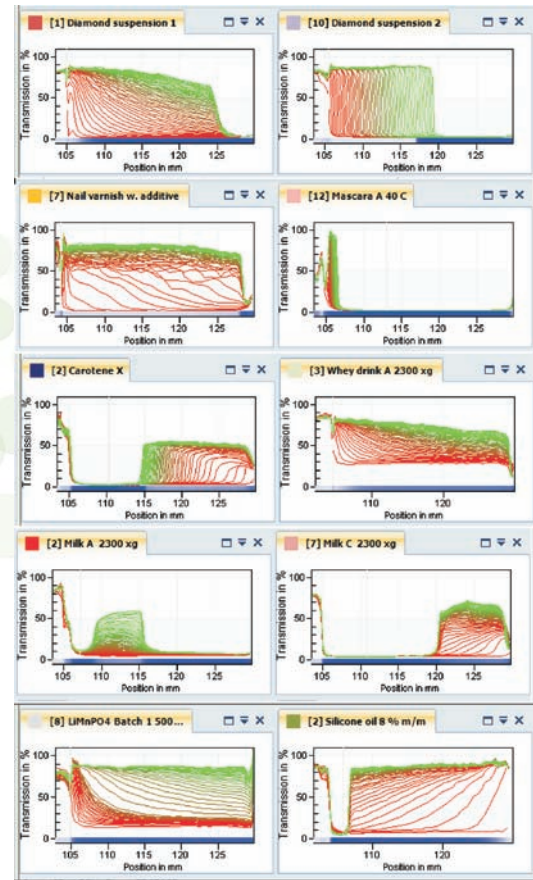 [1] Diamond suspension 1
Transmission in %
100
50
0
105 110 115 120 125
Position in mm
[10] Diamond suspension 2
Transmission in %
100
50
0
105 110 115 120 125
Position in mm
[7] Nail varnish w. additive
Transmission in %
100
50
0
105 110 115 120 125
Position in mm
[12] Mascara A 40 C
Transmission in %
100
50
0
105 110 115 120 125
Position in mm
[2] Carotene X
Transmission in %
100
50
0
105 110 115 120 125
Position in mm
[3] Whey drink A 2300 xg
Transmission in %
100
50
0
110 120
Position in mm
[2] Milk A 2300 xg
Transmission in %
100
50
0
105 110 115 120 125
Position in mm
[7] Milk C 2300 xg
Transmission in %
100
50
0
105 110 115 120 125
Position in mm
[8] LiMnPO4 Batch 1 500...
Transmission in %
100
50
0
105 110 115 120 125
Position in mm
[2] Silicone oil 8 % m/m
Transmission in %
100
50
0
110 120
Position in mm